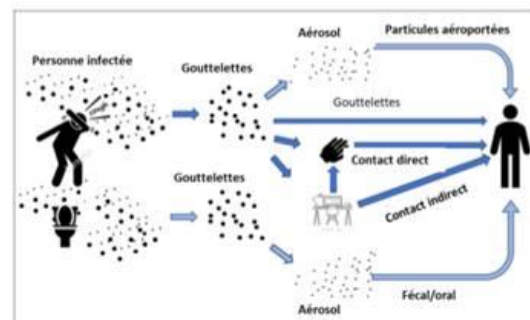 Aérosol
Particules aéroportées
Personne infectée
Gouttelettes
Gouttelettes
Contact direct
Gouttelettes
Contact indirect
Aérosol
Fécal/oral